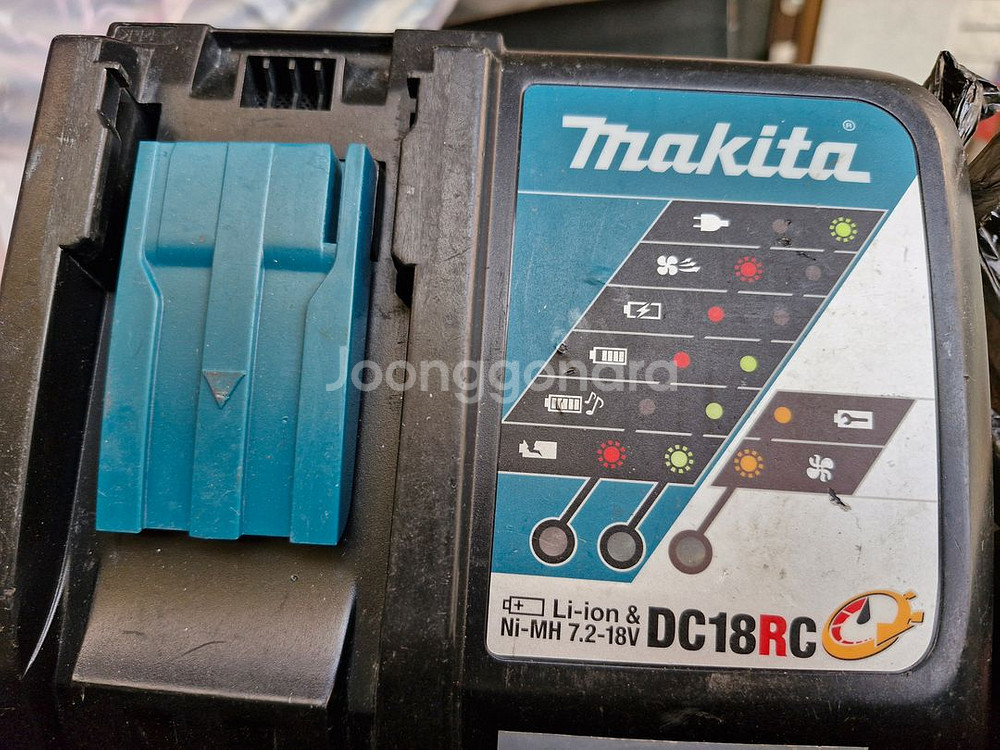 makita®
Joonggonara
Li-ion &
Ni-MH 7.2-18V DC18RC